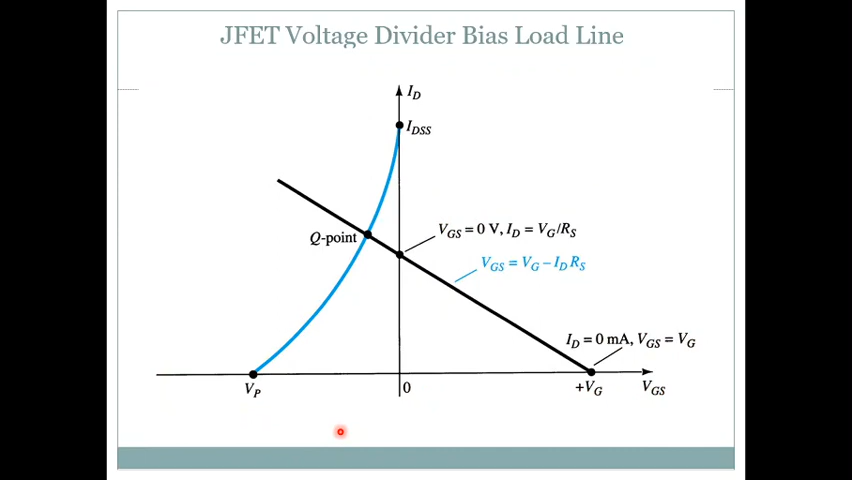 JFET Voltage Divider Bias Load Line
I_D
I_DSS
Q-point
V_GS = 0 V, I_D = V_G/R_S
V_GS = V_G – I_D R_S
I_D = 0 mA, V_GS = V_G
V_P
0
+V_G
V_GS